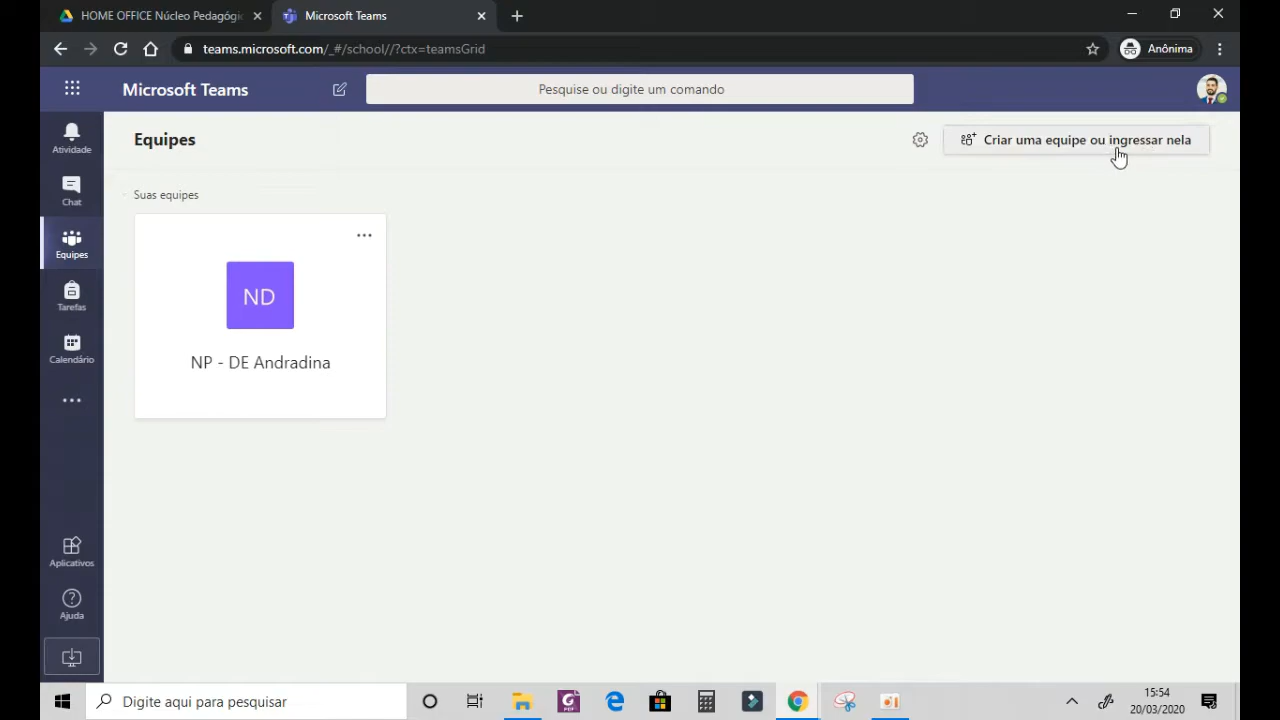 HOME OFFICE Núcleo Pedagógi
Microsoft Teams
teams.microsoft.com/_#/school//?ctx=teamsGrid
Anônima
Microsoft Teams
Pesquise ou digite um comando
Atividade
Equipes
Criar uma equipe ou ingressar nela
Chat
Suas equipes
Equipes
ND
Tarefas
Calendário
NP - DE Andradina
Aplicativos
Ajuda
Digite aqui para pesquisar
15:54
20/03/2020